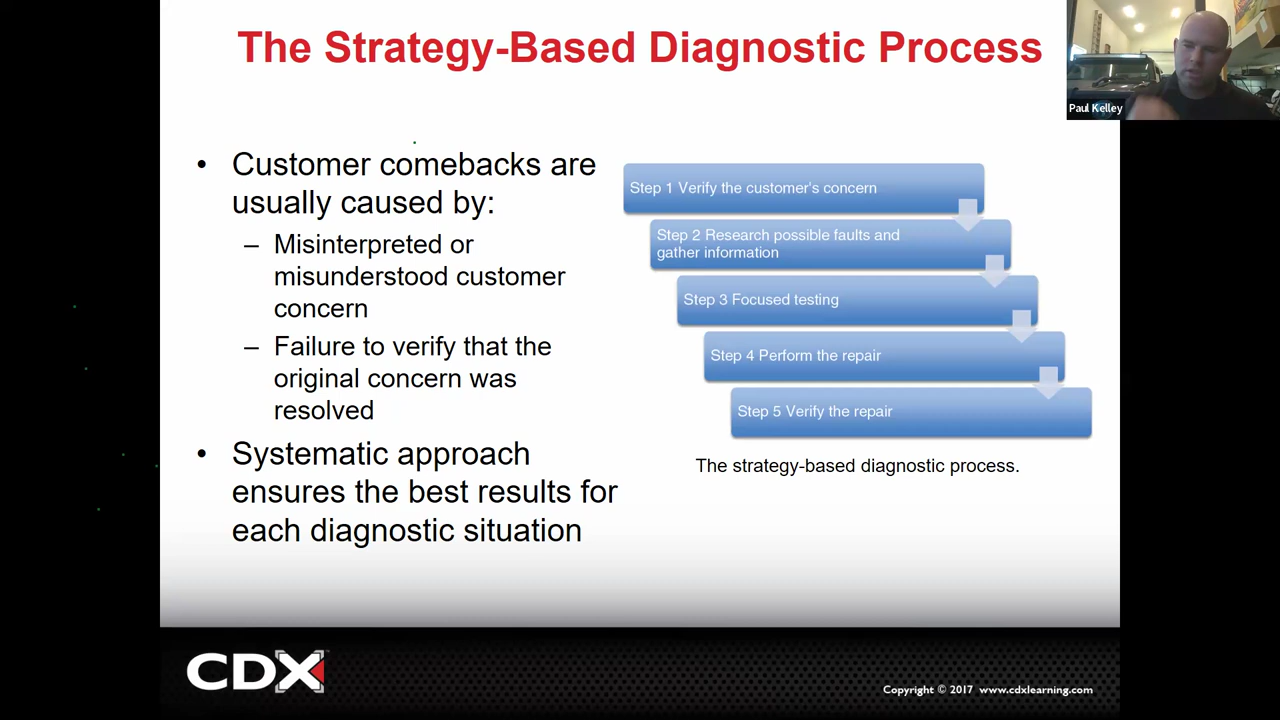 The Strategy-Based Diagnostic Process
Paul Kelley
• Customer comebacks are
usually caused by:
– Misinterpreted or
misunderstood customer
concern
– Failure to verify that the
original concern was
resolved
• Systematic approach
ensures the best results for
each diagnostic situation
Step 1 Verify the customer's concern
Step 2 Research possible faults and
gather information
Step 3 Focused testing
Step 4 Perform the repair
Step 5 Verify the repair
The strategy-based diagnostic process.
CDX
Copyright © 2017 www.cdxlearning.com